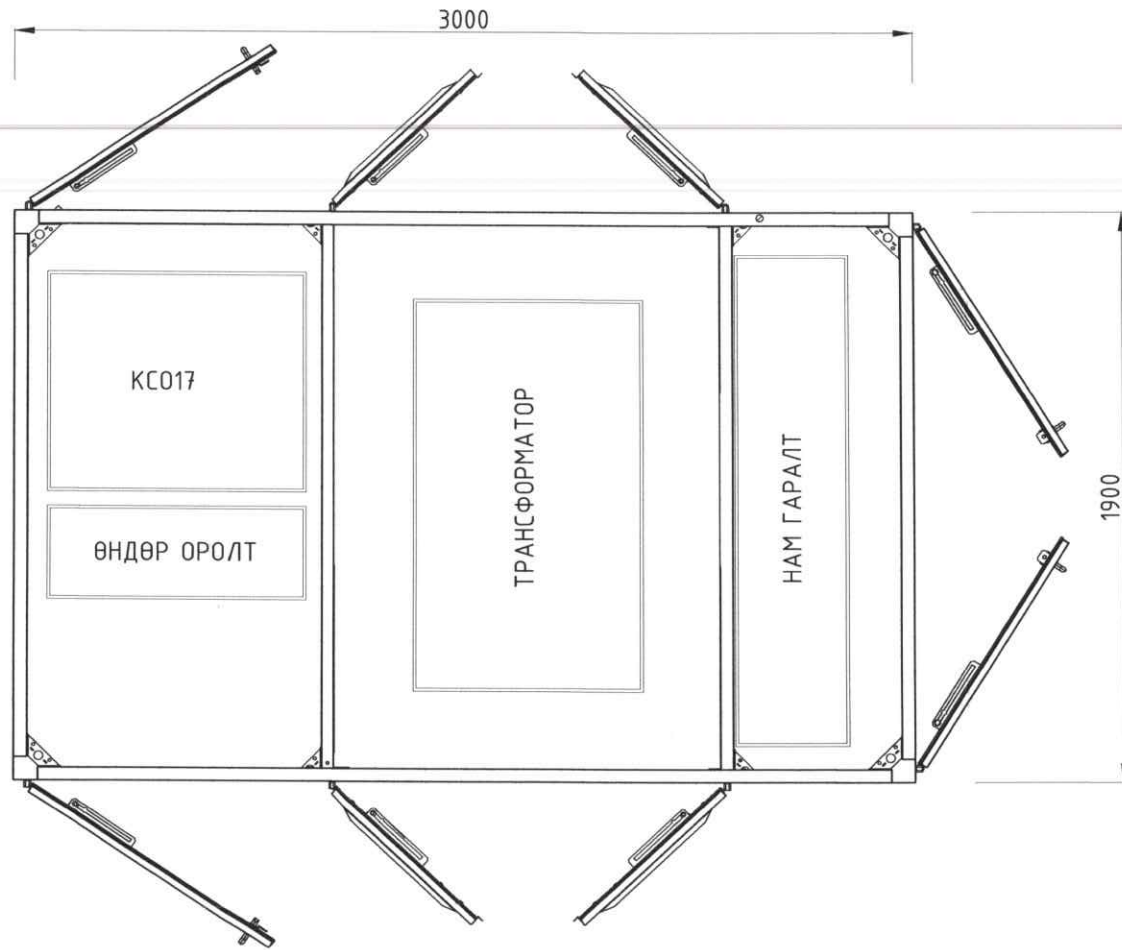 3000
КСО17
ӨНДӨР ОРОЛТ
ТРАНСФОРМАТОР
НАМ ГАРАЛТ
1900